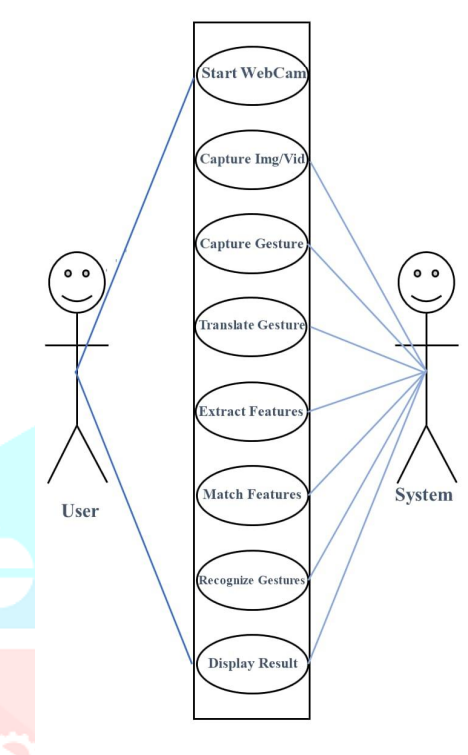 Start WebCam
Capture Img/Vid
Capture Gesture
Translate Gesture
Extract Features
Match Features
Recognize Gestures
Display Result
User
System